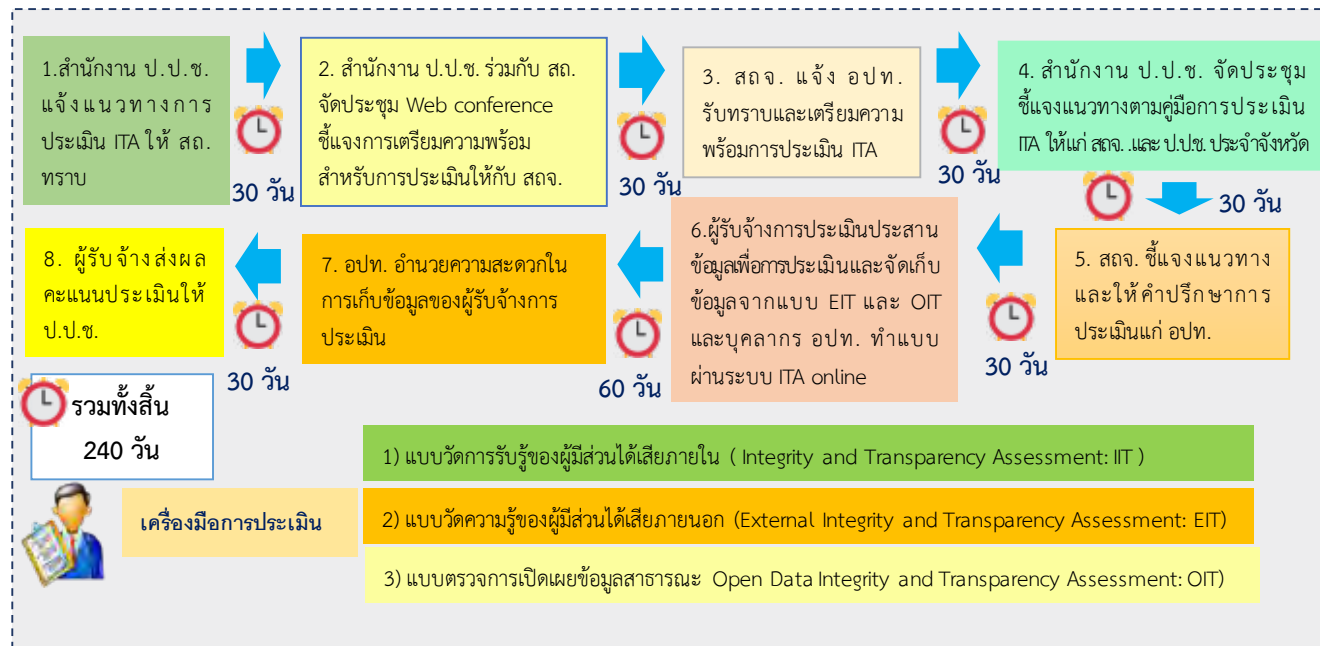 1.สำนักงาน ป.ป.ช.
แจ้งแนวทางการ
ประเมิน ITA ให้ สถ.
ทราบ
30 วัน
2. สำนักงาน ป.ป.ช. ร่วมกับ สถ.
จัดประชุม Web conference
ชี้แจงการเตรียมความพร้อม
สำหรับการประเมินให้กับ สถจ.
30 วัน
3. สถจ. แจ้ง อปท.
รับทราบและเตรียมความ
พร้อมการประเมิน ITA
30 วัน
4. สำนักงาน ป.ป.ช. จัดประชุม
ชี้แจงแนวทางตามคู่มือการประเมิน
ITA ให้แก่ สถจ. .และ ป.ป.ช. ประจำจังหวัด
30 วัน
5. สถจ. ชี้แจงแนวทาง
และให้คำปรึกษาการ
ประเมินแก่ อปท.
30 วัน
6.ผู้รับจ้างการประเมินประสาน
ข้อมูลเพื่อการประเมินและจัดเก็บ
ข้อมูลจากแบบ EIT และ OIT
และบุคลากร อปท. ทำแบบ
ผ่านระบบ ITA online
60 วัน
7. อปท. อำนวยความสะดวกใน
การเก็บข้อมูลของผู้รับจ้างการ
ประเมิน
30 วัน
8. ผู้รับจ้างส่งผล
คะแนนประเมินให้
ป.ป.ช.
รวมทั้งสิ้น
240 วัน
เครื่องมือการประเมิน
1) แบบวัดการรับรู้ของผู้มีส่วนได้เสียภายใน ( Integrity and Transparency Assessment: IIT )
2) แบบวัดความรู้ของผู้มีส่วนได้เสียภายนอก (External Integrity and Transparency Assessment: EIT)
3) แบบตรวจการเปิดเผยข้อมูลสาธารณะ Open Data Integrity and Transparency Assessment: OIT)